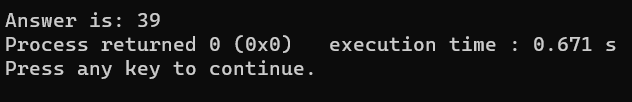 Answer is: 39
Process returned 0 (0x0)   execution time : 0.671 s
Press any key to continue.